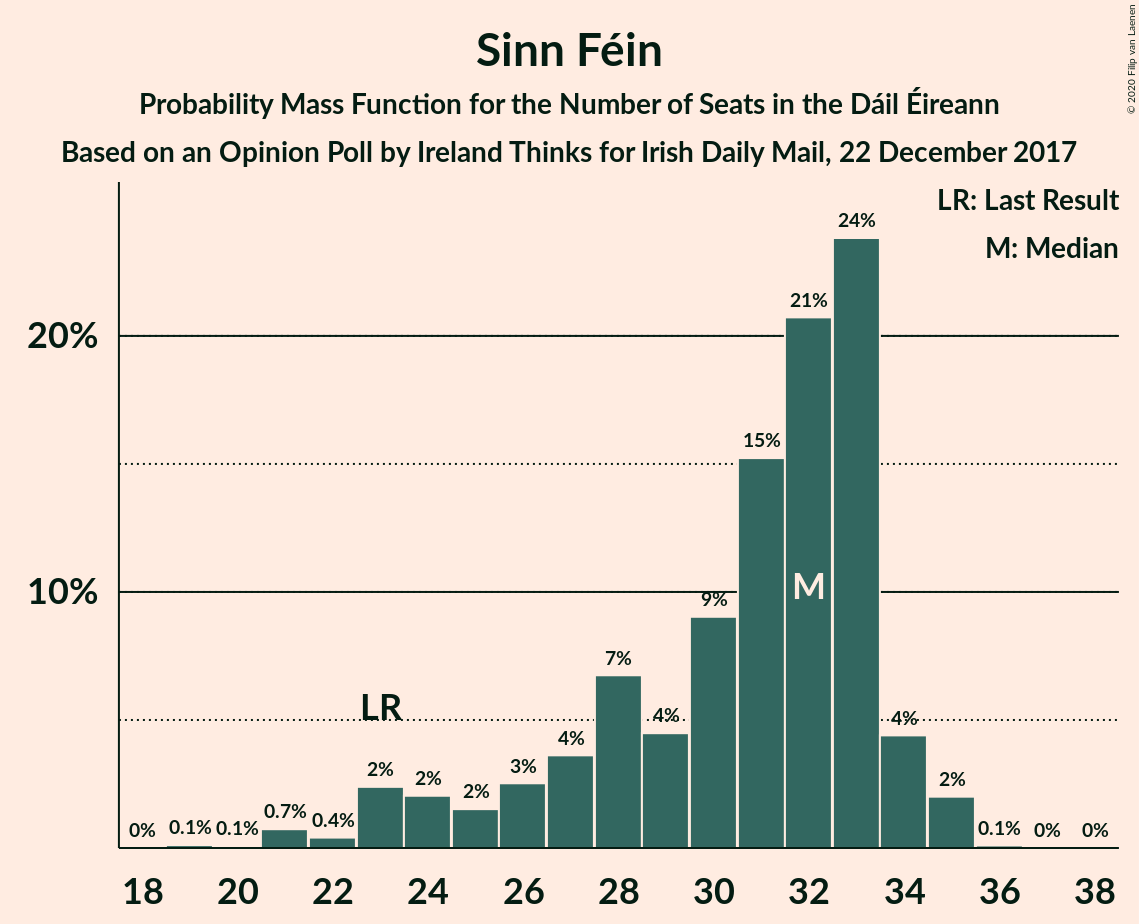 Sinn Féin
Probability Mass Function for the Number of Seats in the Dáil Éireann
Based on an Opinion Poll by Ireland Thinks for Irish Daily Mail, 22 December 2017
© 2020 Filip van Laenen
LR: Last Result
M: Median
20%
10%
0%
0.1%
0.1%
0.7%
0.4%
2%
2%
2%
3%
4%
7%
4%
9%
15%
21%
24%
4%
2%
0.1%
0%
0%
LR
M
18 20 22 24 26 28 30 32 34 36 38